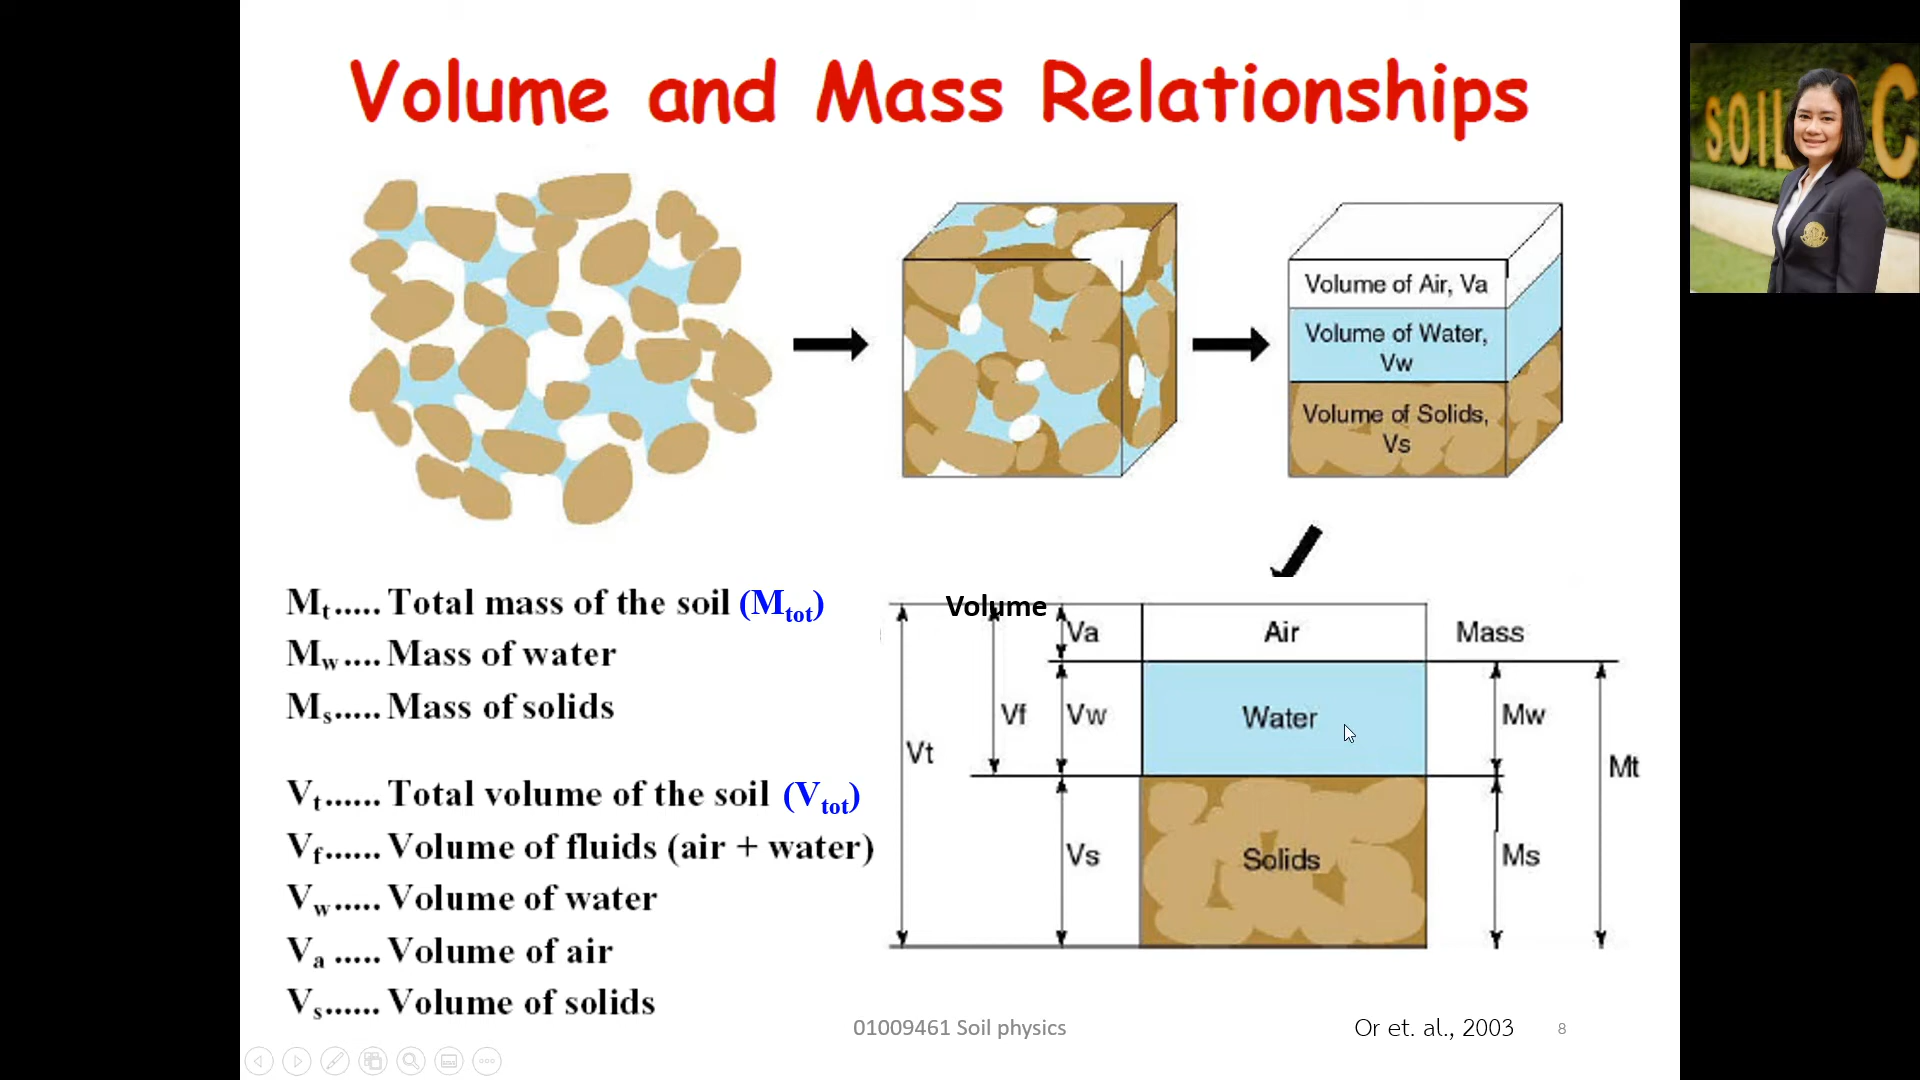 Volume and Mass Relationships
SOIL
C
Volume of Air, Va
Volume of Water,
Vw
Volume of Solids,
Vs
Mt..... Total mass of the soil (Mtot)
Mw.... Mass of water
Ms..... Mass of solids
Vt...... Total volume of the soil (Vtot)
Vf...... Volume of fluids (air + water)
Vw..... Volume of water
Va ..... Volume of air
Vs...... Volume of solids
Volume
Va
Air
Mass
Vf
Vw
Water
Mw
Vt
Mt
Vs
Solids
Ms
01009461 Soil physics
Or et. al., 2003
8